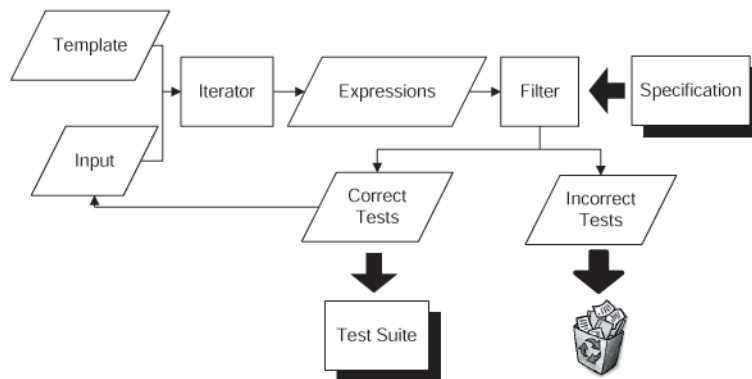 Template
Iterator
Expressions
Filter
Specification
Input
Correct
Tests
Incorrect
Tests
Test Suite